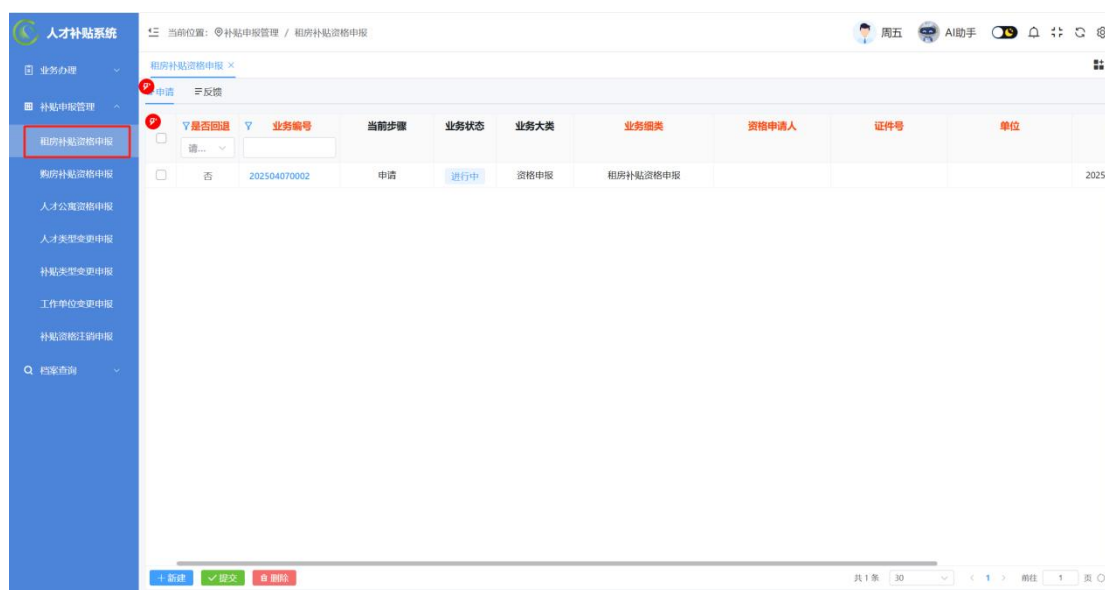 人才补贴系统
当前位置: 补贴申报管理 / 租房补贴资格申报
周五
AI助手
业务办理
补贴申报管理
租房补贴资格申报
购房补贴资格申报
人才公寓资格申报
人才类型变更申报
补贴类型变更申报
工作单位变更申报
补贴资格注销申报
档案查询
租房补贴资格申报 ×
申请 反馈
是否回退 业务编号 当前步骤 业务状态 业务大类 业务细类 资格申请人 证件号 单位
请...
否 202504070002 申请 进行中 资格申报 租房补贴资格申报 2025
+ 新建 提交 删除
共 1 条 30 < 1 > 前往 1 页